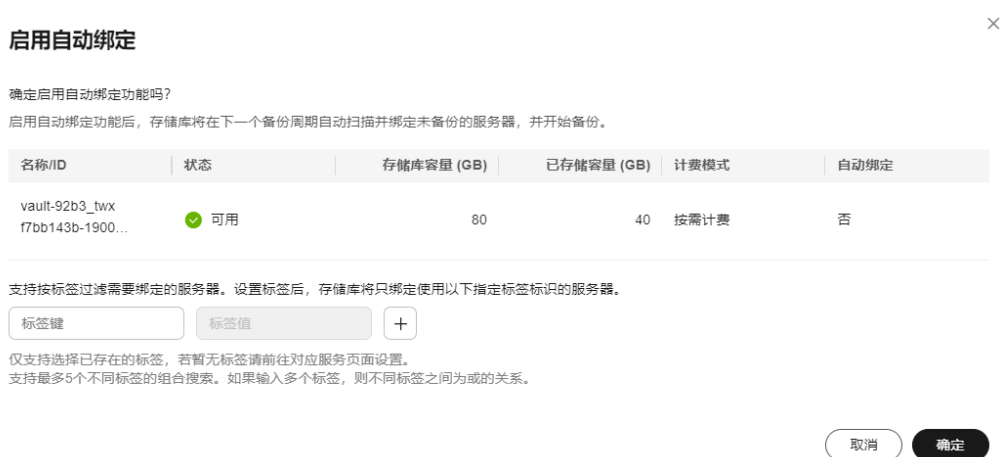 启用自动绑定
确定启用自动绑定功能吗?
启用自动绑定功能后，存储库将在下一个备份周期自动扫描并绑定未备份的服务器，并开始备份。
名称/ID 状态 存储库容量 (GB) 已存储容量 (GB) 计费模式 自动绑定
vault-92b3_twx
f7bb143b-1900... 可用 80 40 按需计费 否
支持按标签过滤需要绑定的服务器。设置标签后，存储库将只绑定使用以下指定标签标识的服务器。
标签键 标签值
仅支持选择已存在的标签，若暂无标签请前往对应服务页面设置。
支持最多5个不同标签的组合搜索。如果输入多个标签，则不同标签之间为或的关系。
取消 确定